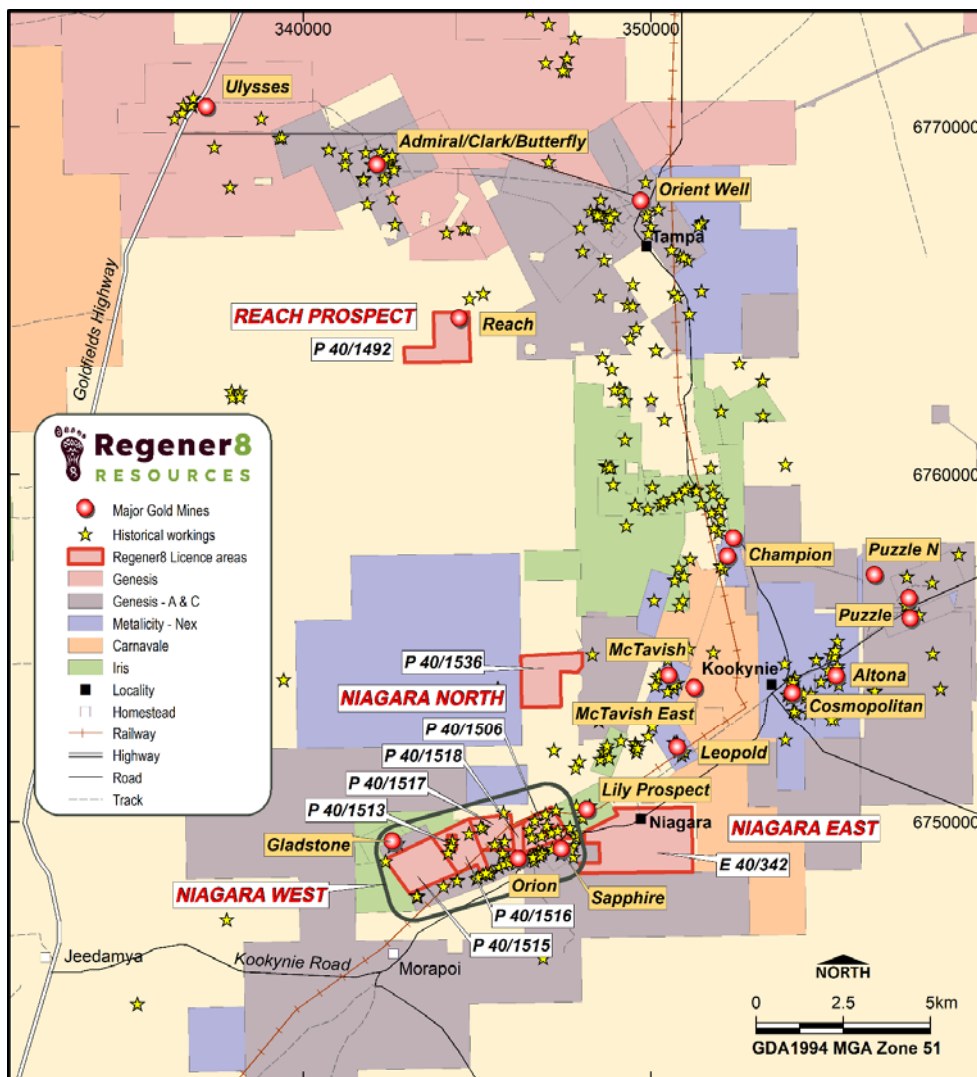 340000
350000
Ulysses
Admiral/Clark/Butterfly
6770000
Orient Well
Tampa
Goldfields Highway
REACH PROSPECT
Reach
P 40/1492
Regener8
RESOURCES
Major Gold Mines
Historical workings
Regener8 Licence areas
Genesis
Genesis - A & C
Metalicity - Nex
Carnavale
Iris
Locality
Homestead
Railway
Highway
Road
Track
6760000
Champion
Puzzle N
Puzzle
P 40/1536
McTavish
Kookynie
Altona
NIAGARA NORTH
McTavish East
Cosmopolitan
P 40/1506
P 40/1518
Leopold
P 40/1517
Lily Prospect
P 40/1513
6750000
Niagara
NIAGARA EAST
Gladstone
E 40/342
NIAGARA WEST
Orion
Sapphire
P 40/1516
P 40/1515
Jeedamya
Kookynie Road
Morapoi
NORTH
0 2.5 5km
GDA1994 MGA Zone 51